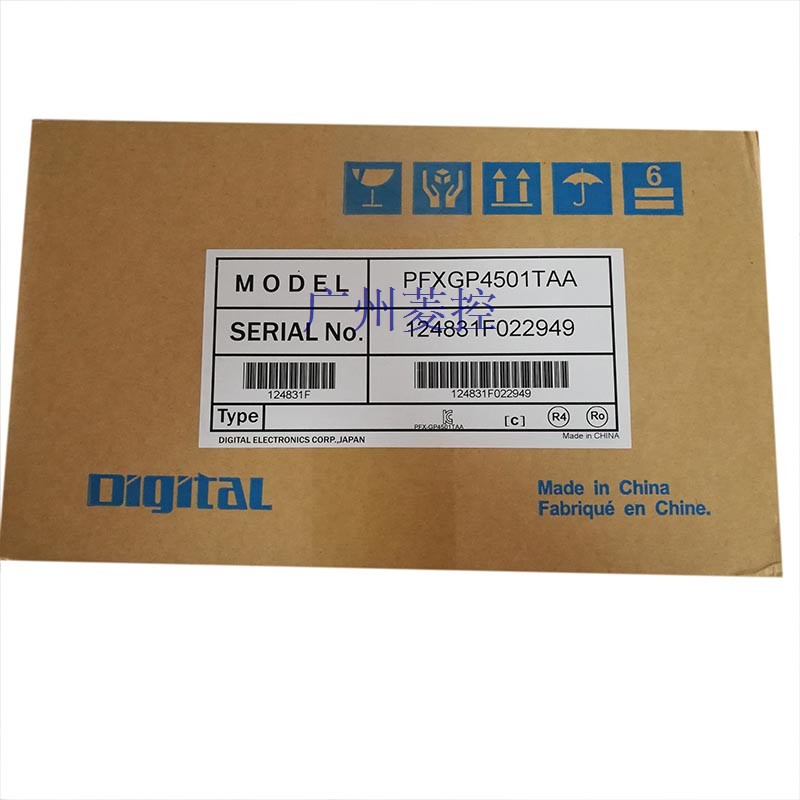 6
MODEL PFXGP4501TAA
广州菱控
SERIAL No. 124831F022949
124831F 124831F022949
Type PFX-GP4501TAA [C] R4 Ro
DIGITAL ELECTRONICS CORP.,JAPAN Made in CHINA
DIGITAL
Made in China
Fabriqué en Chine.